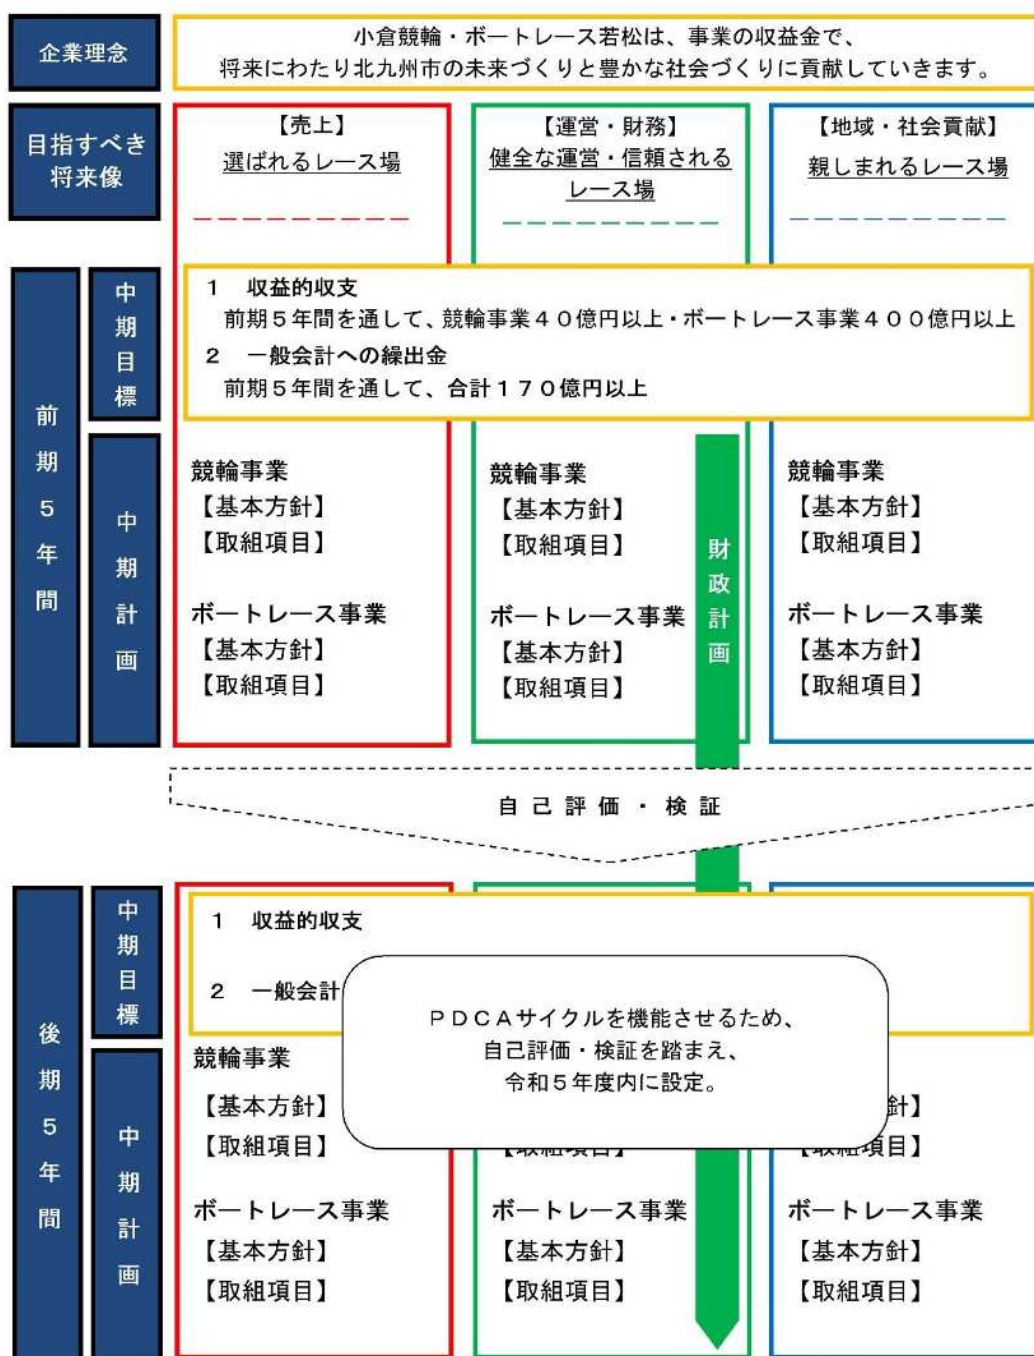 企業理念
小倉競輪・ボートレース若松は、事業の収益金で、
将来にわたり北九州市の未来づくりと豊かな社会づくりに貢献していきます。
目指すべき
将来像
【売上】
選ばれるレース場
【運営・財務】
健全な運営・信頼される
レース場
【地域・社会貢献】
親しまれるレース場
前期5年間
中期目標
1 収益的収支
前期5年間を通して、競輪事業40億円以上・ボートレース事業400億円以上
2 一般会計への繰出金
前期5年間を通して、合計170億円以上
中期計画
競輪事業
【基本方針】
【取組項目】
ボートレース事業
【基本方針】
【取組項目】
競輪事業
【基本方針】
【取組項目】
ボートレース事業
【基本方針】
【取組項目】
財政計画
競輪事業
【基本方針】
【取組項目】
ボートレース事業
【基本方針】
【取組項目】
自己評価・検証
後期5年間
中期目標
1 収益的収支
2 一般会計
PDCAサイクルを機能させるため、
自己評価・検証を踏まえ、
令和5年度内に設定。
中期計画
競輪事業
【基本方針】
【取組項目】
ボートレース事業
【基本方針】
【取組項目】
【取組項目】
ボートレース事業
【基本方針】
【取組項目】
針】
【取組項目】
ボートレース事業
【基本方針】
【取組項目】